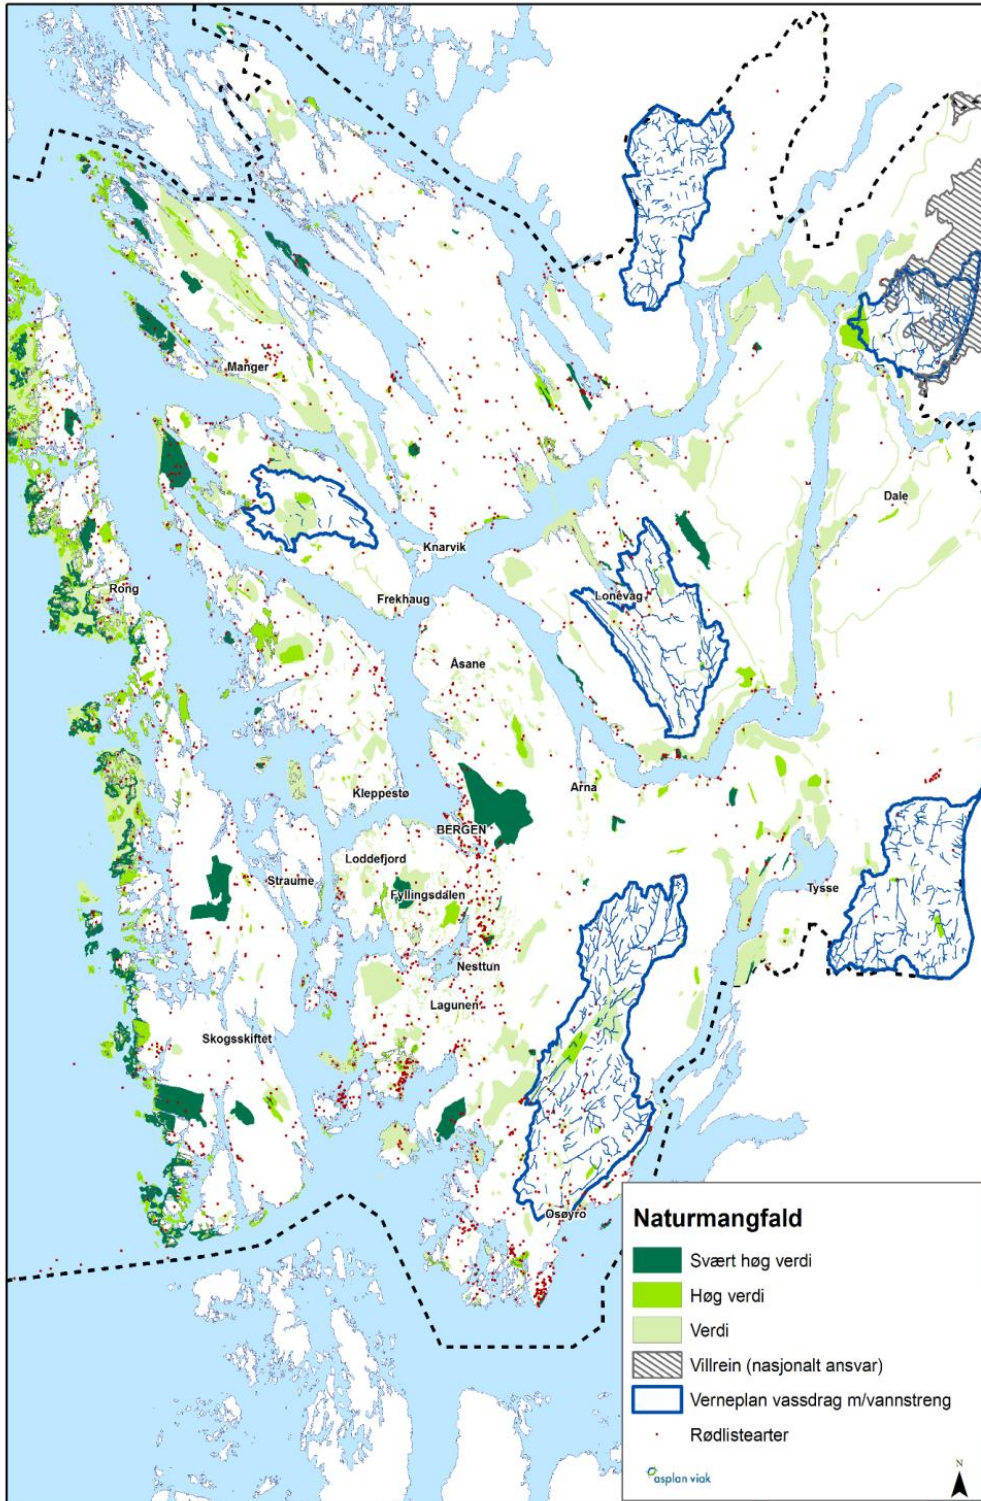 Manger
Dale
Knarvik
Rong
Frekhaug
Lonevåg
Åsane
Arna
Kleppestø
BERGEN
Loddefjord
Straume
Fyllingsdalen
Tysse
Nesttun
Lagunen
Skogsskiftet
Osøyro
Naturmangfald
Svært høg verdi
Høg verdi
Verdi
Villrein (nasjonalt ansvar)
Verneplan vassdrag m/vannstreng
Rødlistearter
asplan viak
N